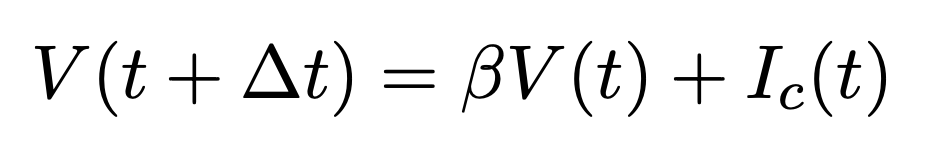 V(t + Δt) = βV(t) + I_c(t)